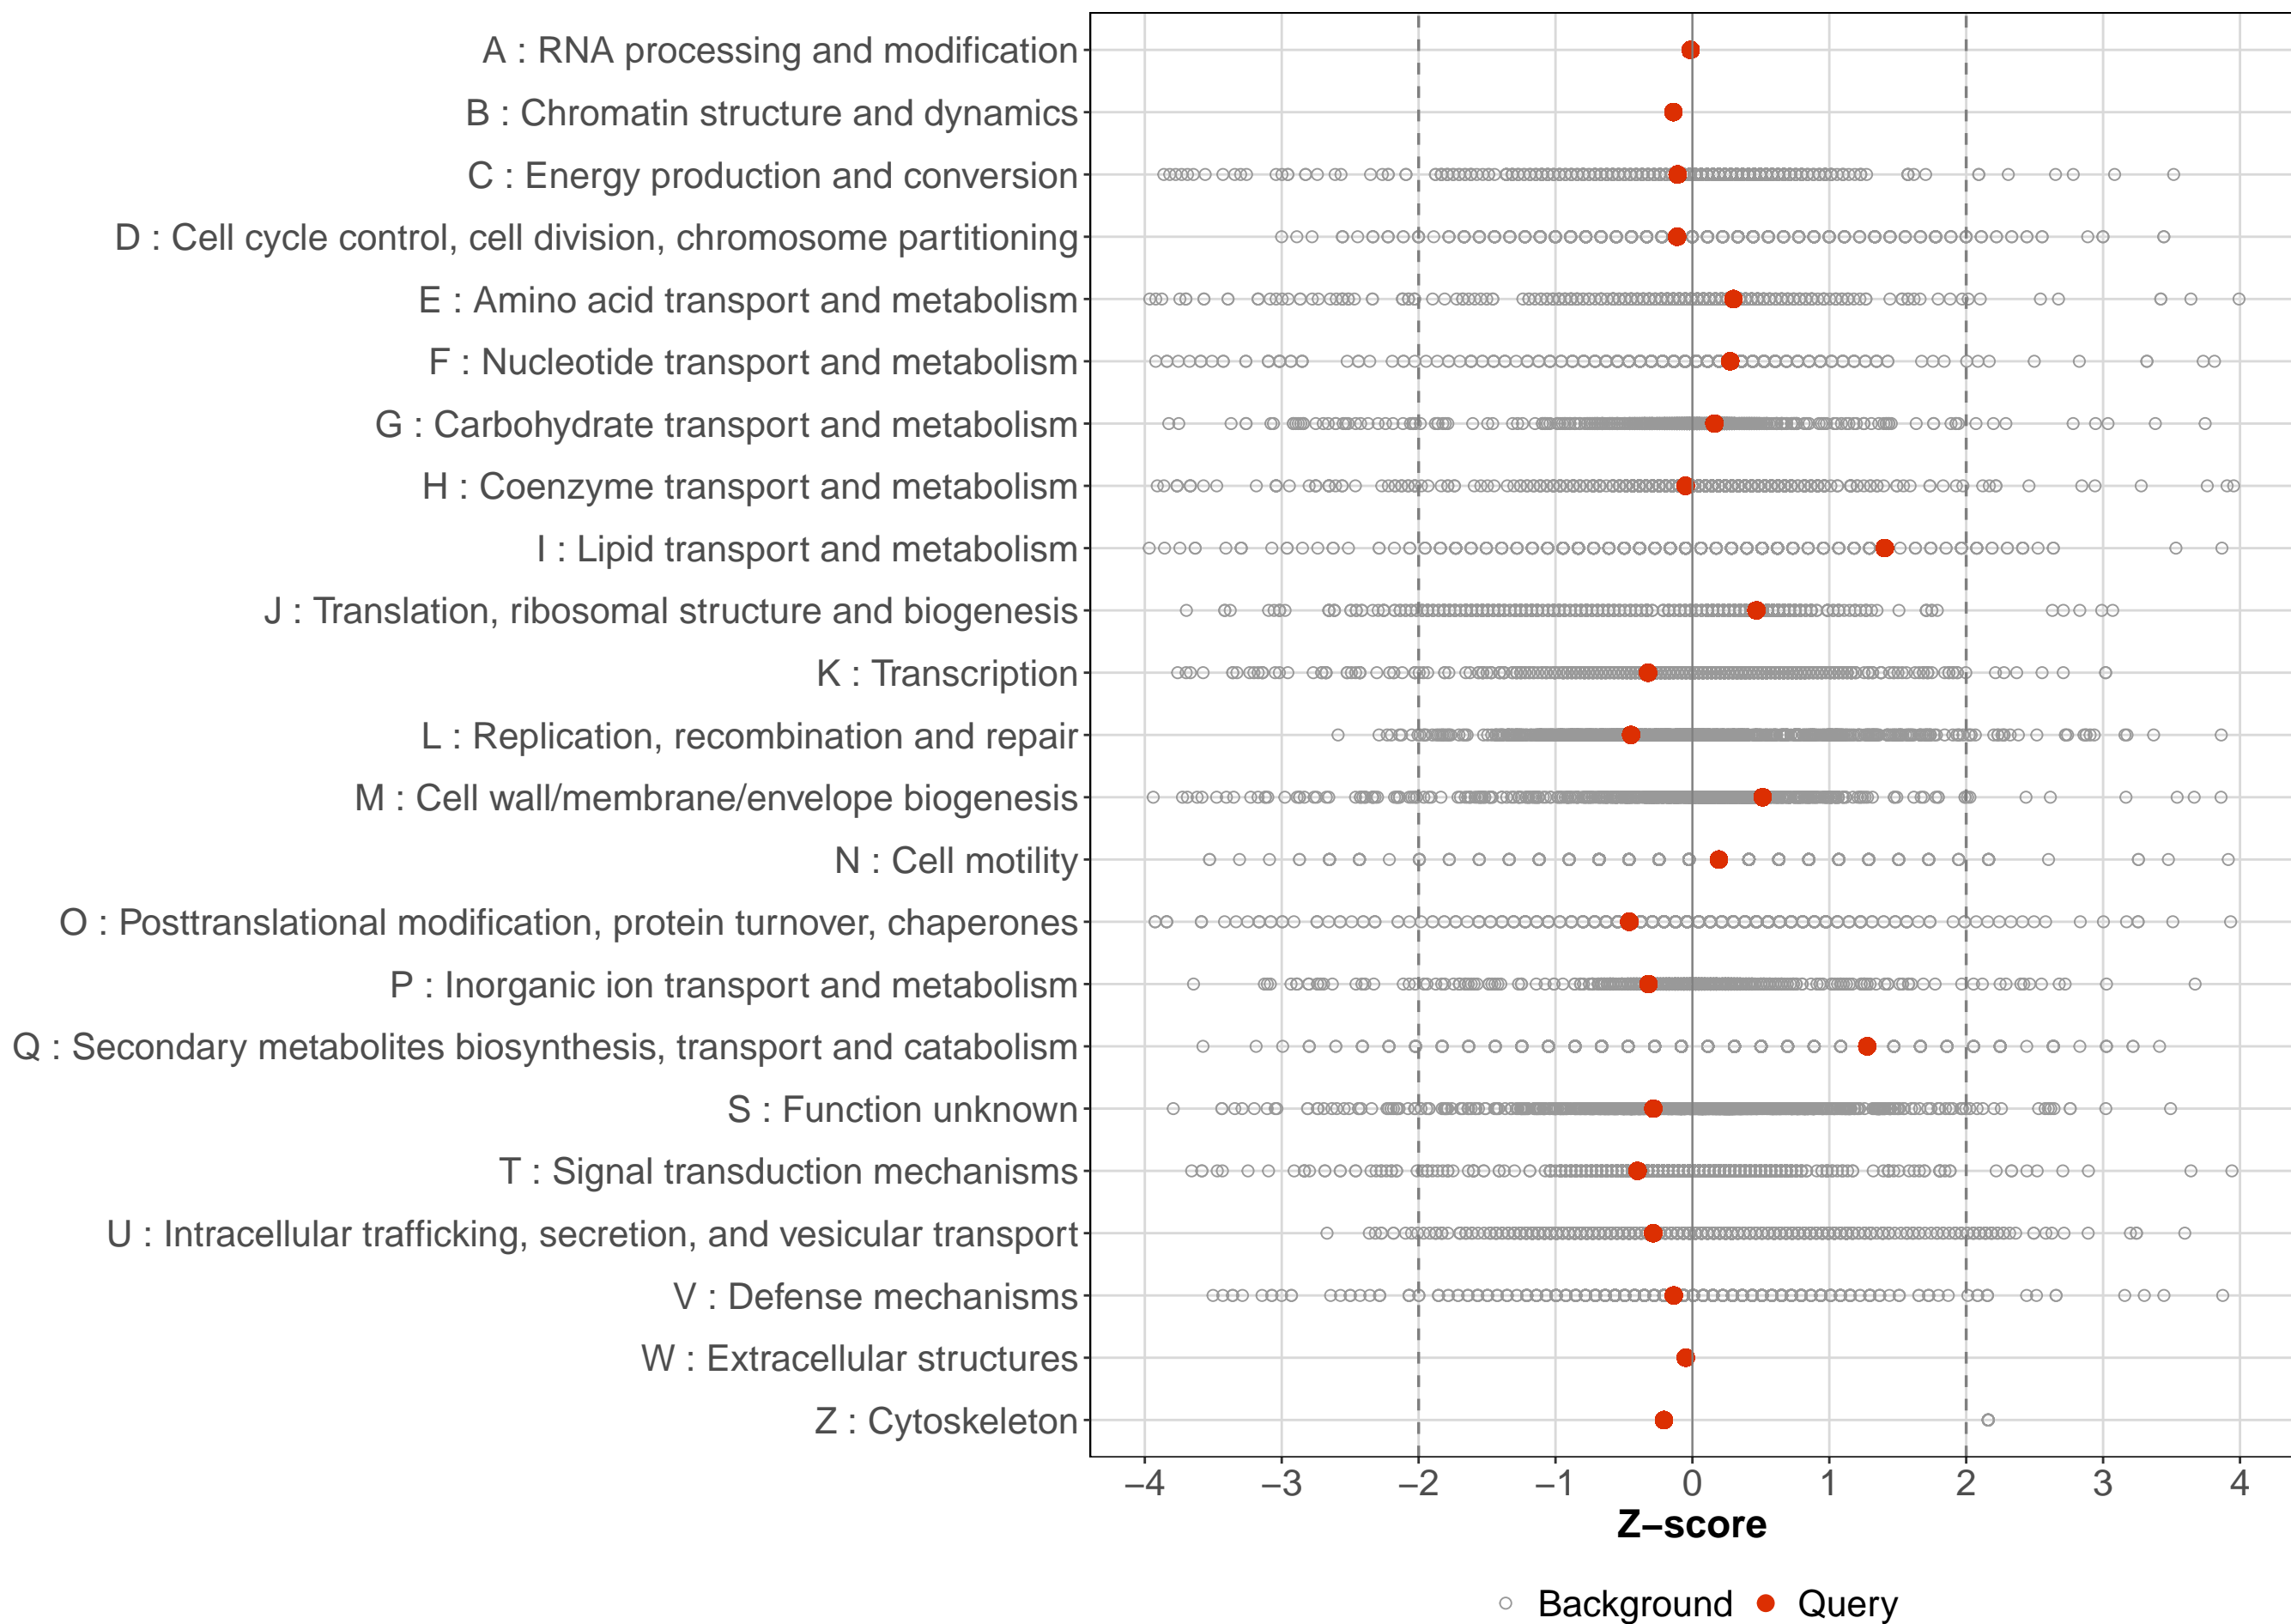 A : RNA processing and modification
B : Chromatin structure and dynamics
C : Energy production and conversion
D : Cell cycle control, cell division, chromosome partitioning
E : Amino acid transport and metabolism
F : Nucleotide transport and metabolism
G : Carbohydrate transport and metabolism
H : Coenzyme transport and metabolism
I : Lipid transport and metabolism
J : Translation, ribosomal structure and biogenesis
K : Transcription
L : Replication, recombination and repair
M : Cell wall/membrane/envelope biogenesis
N : Cell motility
O : Posttranslational modification, protein turnover, chaperones
P : Inorganic ion transport and metabolism
Q : Secondary metabolites biosynthesis, transport and catabolism
S : Function unknown
T : Signal transduction mechanisms
U : Intracellular trafficking, secretion, and vesicular transport
V : Defense mechanisms
W : Extracellular structures
Z : Cytoskeleton
−4 −3 −2 −1 0 1 2 3 4
Z−score
Background Query